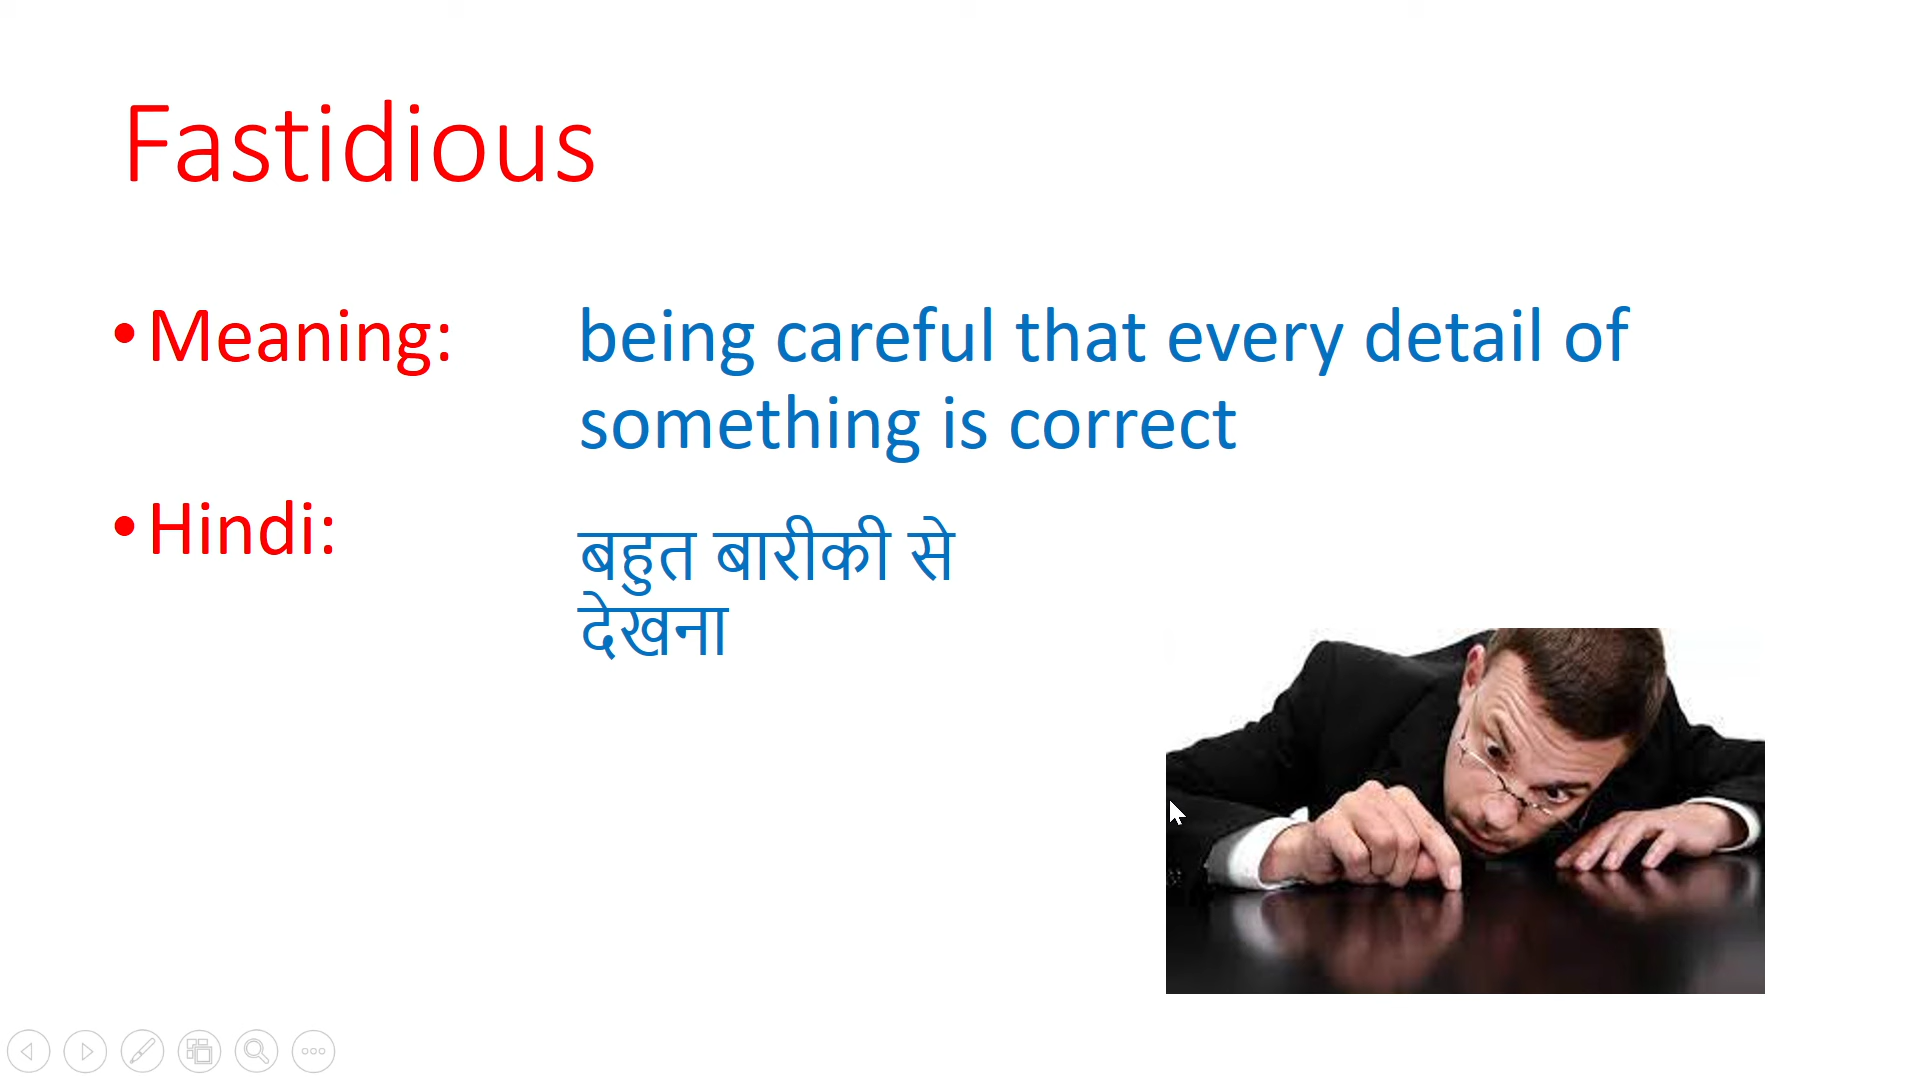 Fastidious
•Meaning: being careful that every detail of
something is correct
•Hindi: बहुत बारीकी से
देखना